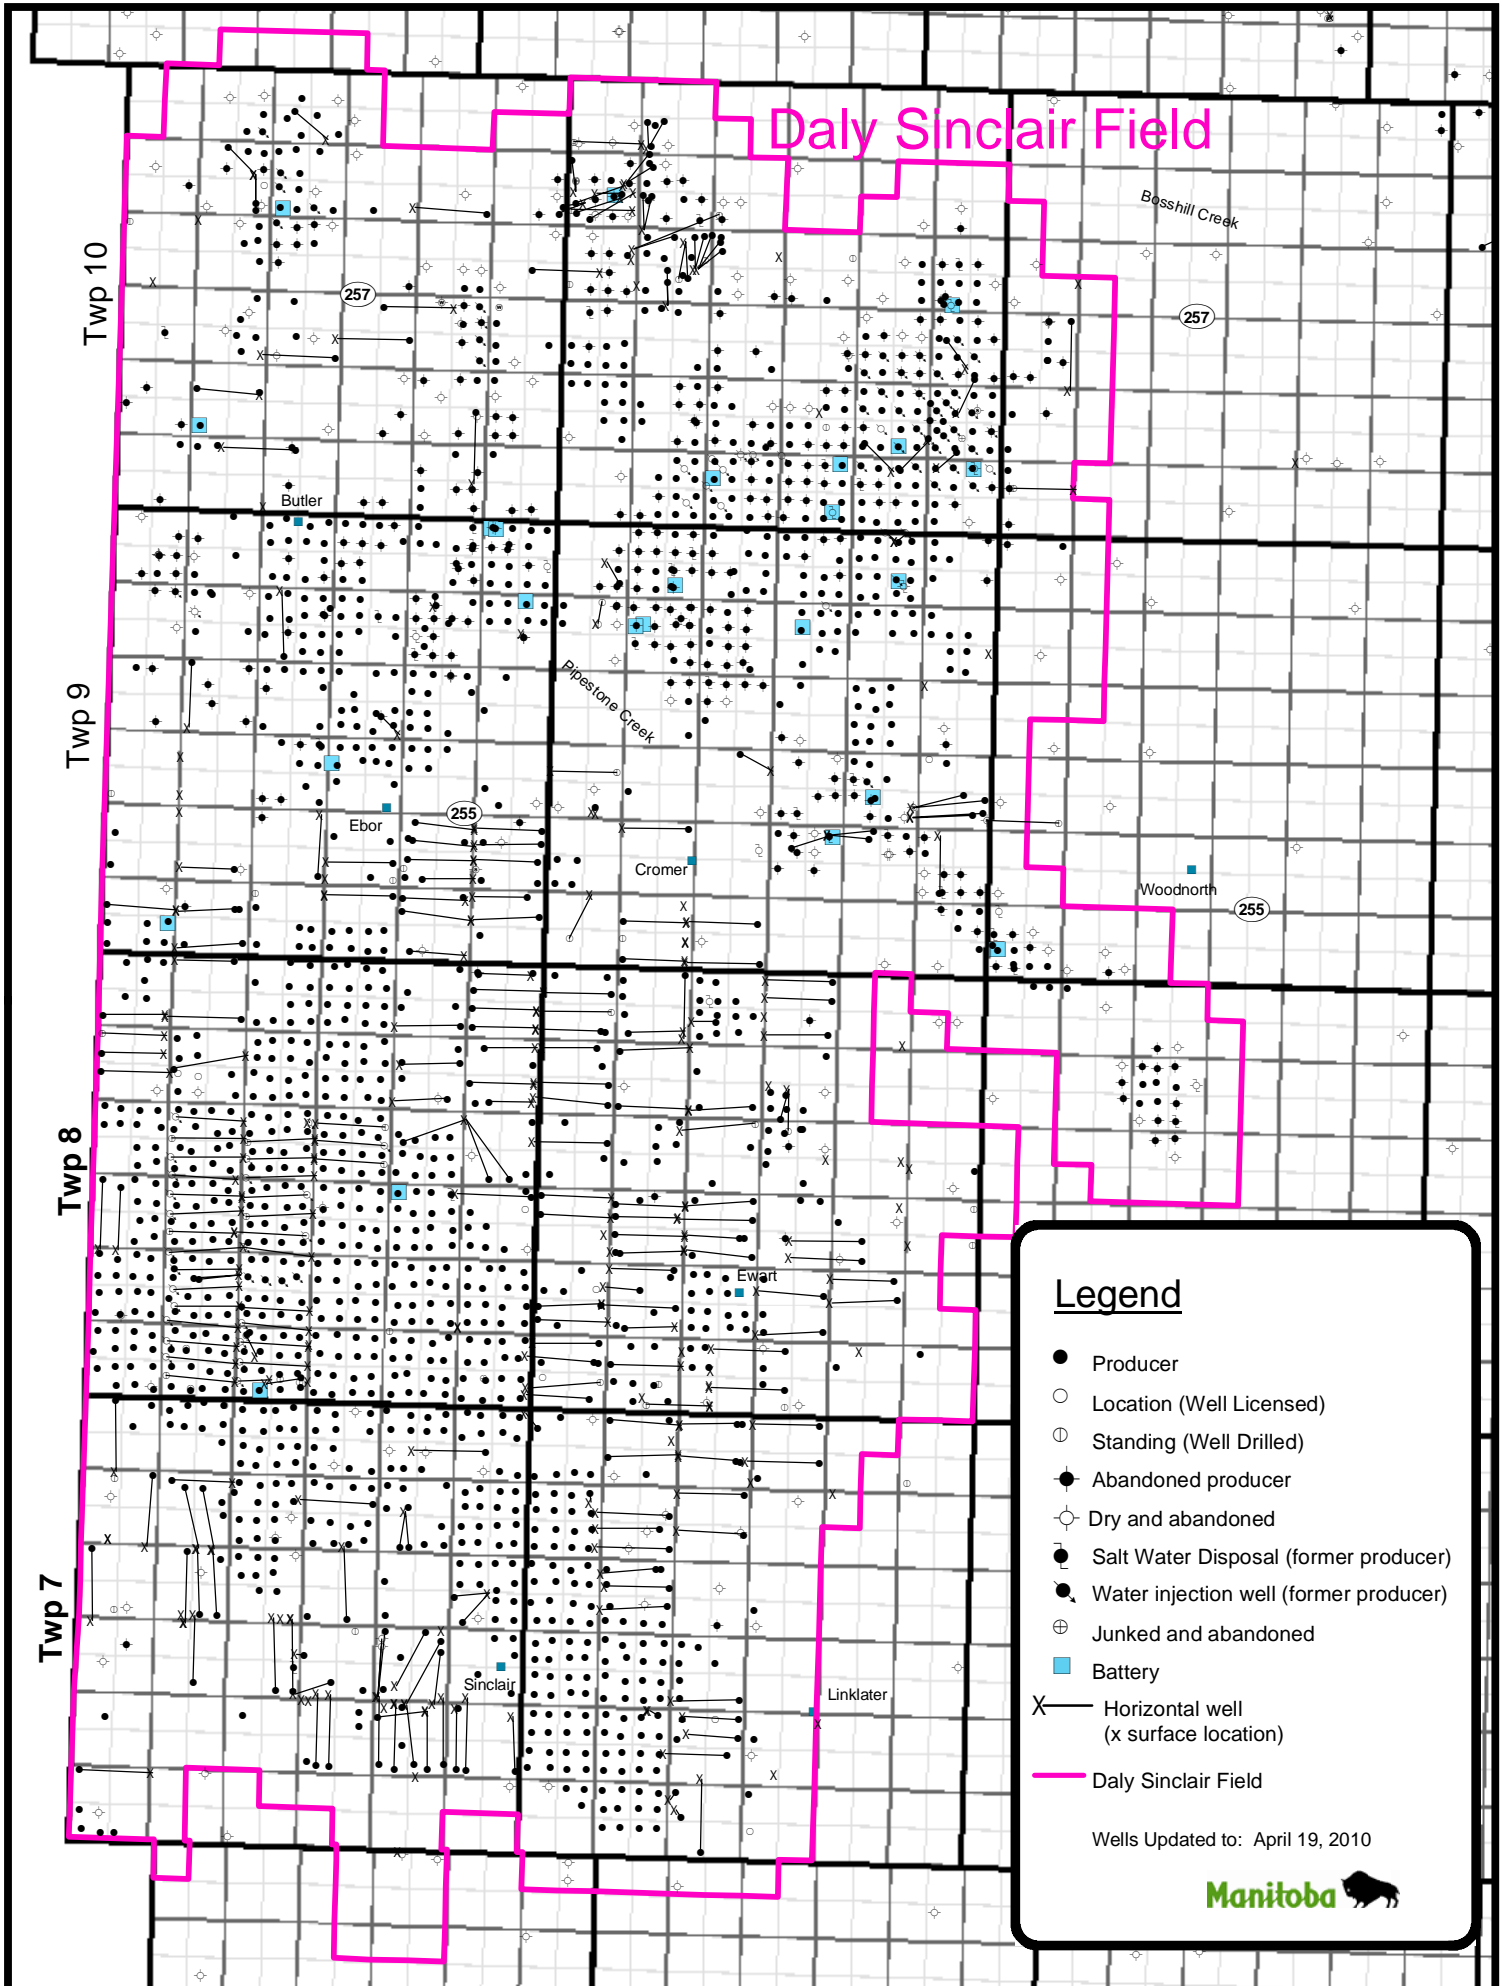 Daly Sinclair Field
Bosshill Creek
Twp 10
257
257
Butler
Pipestone Creek
Twp 9
255
Ebor
Cromer
Woodnorth
255
Twp 8
Ewart
Legend
Producer
Location (Well Licensed)
Standing (Well Drilled)
Abandoned producer
Dry and abandoned
Salt Water Disposal (former producer)
Water injection well (former producer)
Junked and abandoned
Battery
X Horizontal well
(x surface location)
Daly Sinclair Field
Wells Updated to: April 19, 2010
Manitoba
Twp 7
Sinclair
Linklater